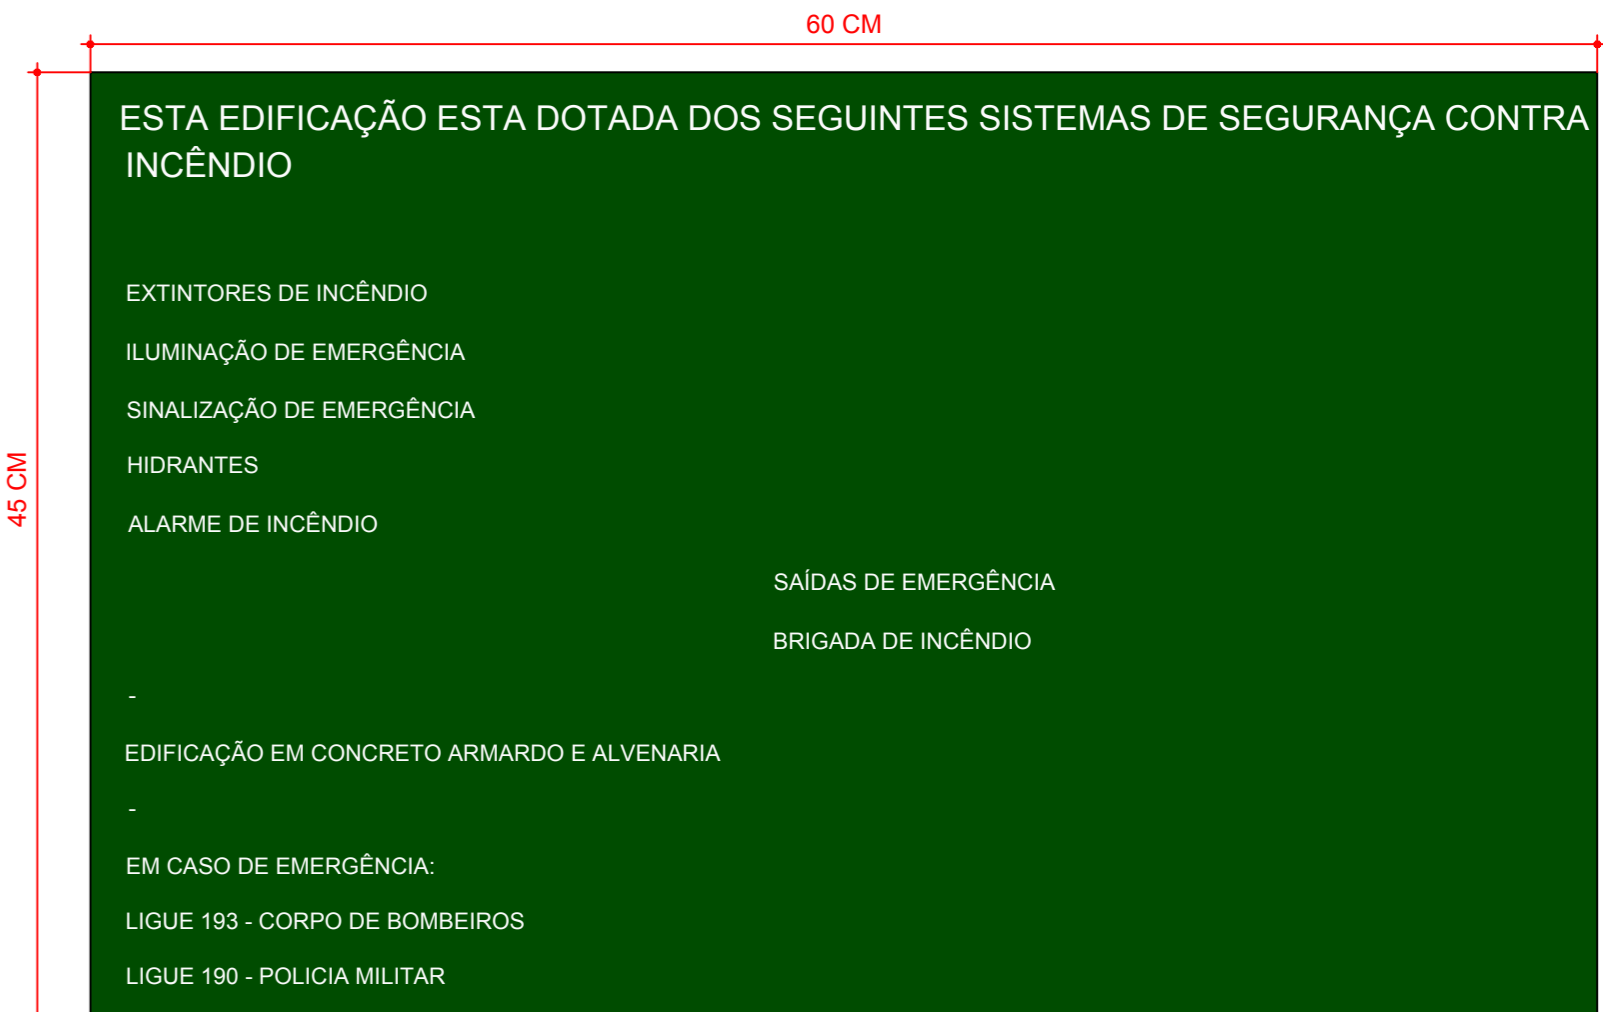 60 CM
45 CM
ESTA EDIFICAÇÃO ESTA DOTADA DOS SEGUINTES SISTEMAS DE SEGURANÇA CONTRA
INCÊNDIO
EXTINTORES DE INCÊNDIO
ILUMINAÇÃO DE EMERGÊNCIA
SINALIZAÇÃO DE EMERGÊNCIA
HIDRANTES
ALARME DE INCÊNDIO
SAÍDAS DE EMERGÊNCIA
BRIGADA DE INCÊNDIO
-
EDIFICAÇÃO EM CONCRETO ARMARDO E ALVENARIA
-
EM CASO DE EMERGÊNCIA:
LIGUE 193 - CORPO DE BOMBEIROS
LIGUE 190 - POLICIA MILITAR